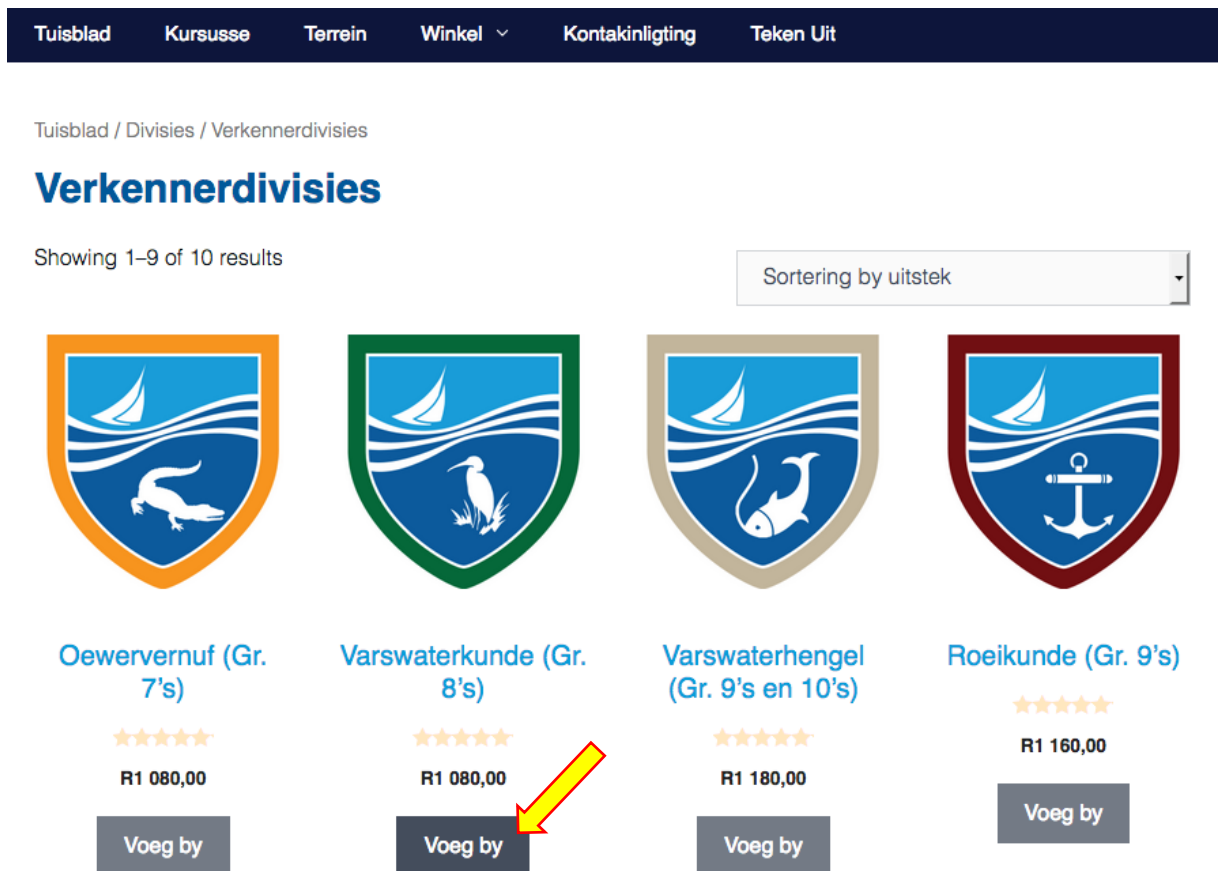 Tuisblad Kursusse Terrein Winkel Kontakinligting Teken Uit
Tuisblad / Divisies / Verkennerdivisies
Verkennerdivisies
Showing 1–9 of 10 results
Sortering by uitstek
Oewervernuf (Gr.
7’s)
R1 080,00
Voeg by
Varswaterkunde (Gr.
8’s)
R1 080,00
Voeg by
Varswaterhengel
(Gr. 9’s en 10’s)
R1 180,00
Voeg by
Roeikunde (Gr. 9’s)
R1 160,00
Voeg by